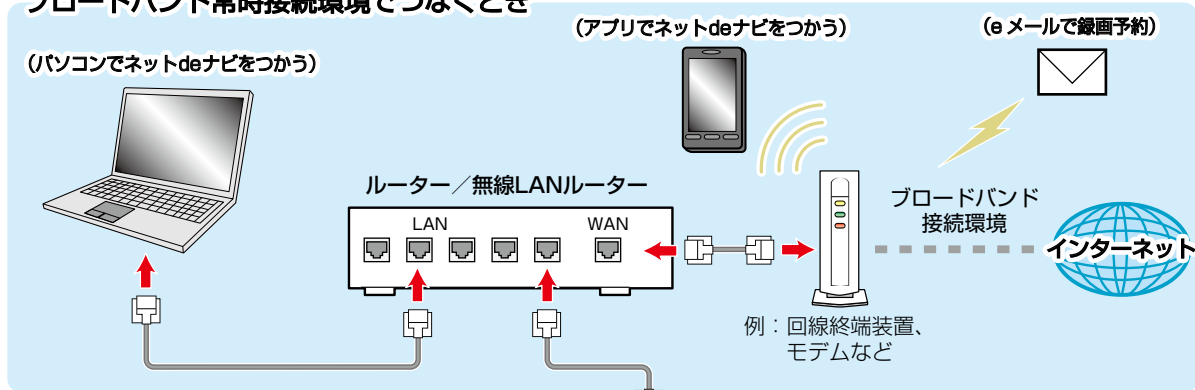 ブロードバンド常時接続環境でつなぐとき
（アプリでネットdeナビをつかう）
（eメールで録画予約）
（パソコンでネットdeナビをつかう）
ルーター／無線LANルーター
LAN
WAN
ブロードバンド
接続環境
インターネット
例：回線終端装置、
モデムなど